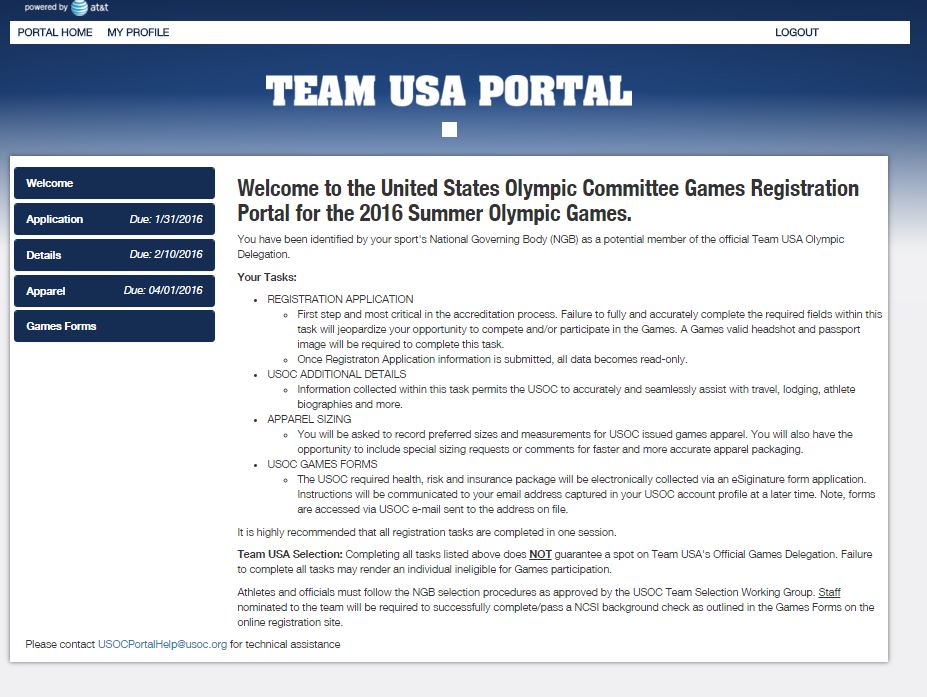 powered by at&t
PORTAL HOME MY PROFILE LOGOUT
TEAM USA PORTAL
Welcome
Application Due: 1/31/2016
Details Due: 2/10/2016
Apparel Due: 04/01/2016
Games Forms
Welcome to the United States Olympic Committee Games Registration
Portal for the 2016 Summer Olympic Games.
You have been identified by your sport's National Governing Body (NGB) as a potential member of the official Team USA Olympic
Delegation.
Your Tasks:
• REGISTRATION APPLICATION
◦ First step and most critical in the accreditation process. Failure to fully and accurately complete the required fields within this
task will jeopardize your opportunity to compete and/or participate in the Games. A Games valid headshot and passport
image will be required to complete this task.
◦ Once Registraton Application information is submitted, all data becomes read-only.
• USOC ADDITIONAL DETAILS
◦ Information collected within this task permits the USOC to accurately and seamlessly assist with travel, lodging, athlete
biographies and more.
• APPAREL SIZING
◦ You will be asked to record preferred sizes and measurements for USOC issued games apparel. You will also have the
opportunity to include special sizing requests or comments for faster and more accurate apparel packaging.
• USOC GAMES FORMS
◦ The USOC required health, risk and insurance package will be electronically collected via an eSiginature form application.
Instructions will be communicated to your email address captured in your USOC account profile at a later time. Note, forms
are accessed via USOC e-mail sent to the address on file.
It is highly recommended that all registration tasks are completed in one session.
Team USA Selection: Completing all tasks listed above does NOT guarantee a spot on Team USA's Official Games Delegation. Failure
to complete all tasks may render an individual ineligible for Games participation.
Athletes and officials must follow the NGB selection procedures as approved by the USOC Team Selection Working Group. Staff
nominated to the team will be required to successfully complete/pass a NCSI background check as outlined in the Games Forms on the
online registration site.
Please contact USOCPortalHelp@usoc.org for technical assistance